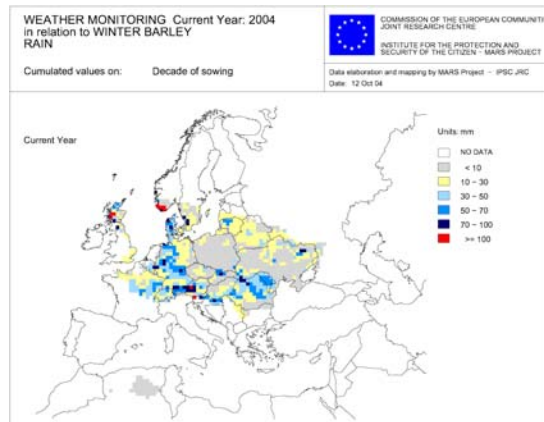 WEATHER MONITORING Current Year: 2004
in relation to WINTER BARLEY
RAIN
Cumulated values on: Decade of sowing
COMMISSION OF THE EUROPEAN COMMUNITI
JOINT RESEARCH CENTRE
INSTITUTE FOR THE PROTECTION AND
SECURITY OF THE CITIZEN - MARS PROJECT
Data elaboration and mapping by MARS Project - IPSC JRC
Date: 12 Oct 04
Current Year
Units: mm
NO DATA
< 10
10 - 30
30 - 50
50 - 70
70 - 100
>= 100